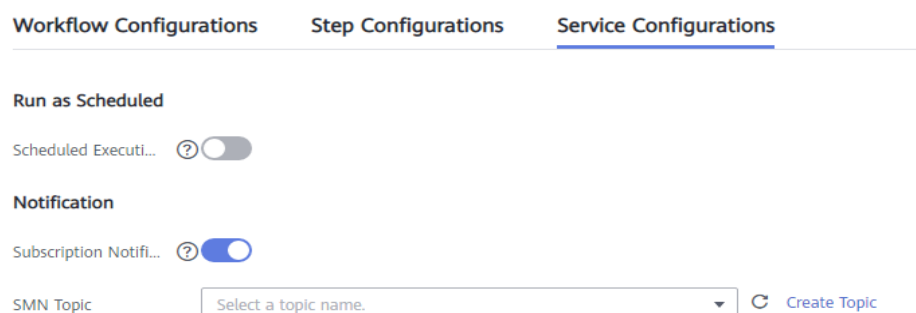 Workflow Configurations Step Configurations Service Configurations
Run as Scheduled
Scheduled Executi... ?
Notification
Subscription Notifi... ?
SMN Topic Select a topic name. Create Topic